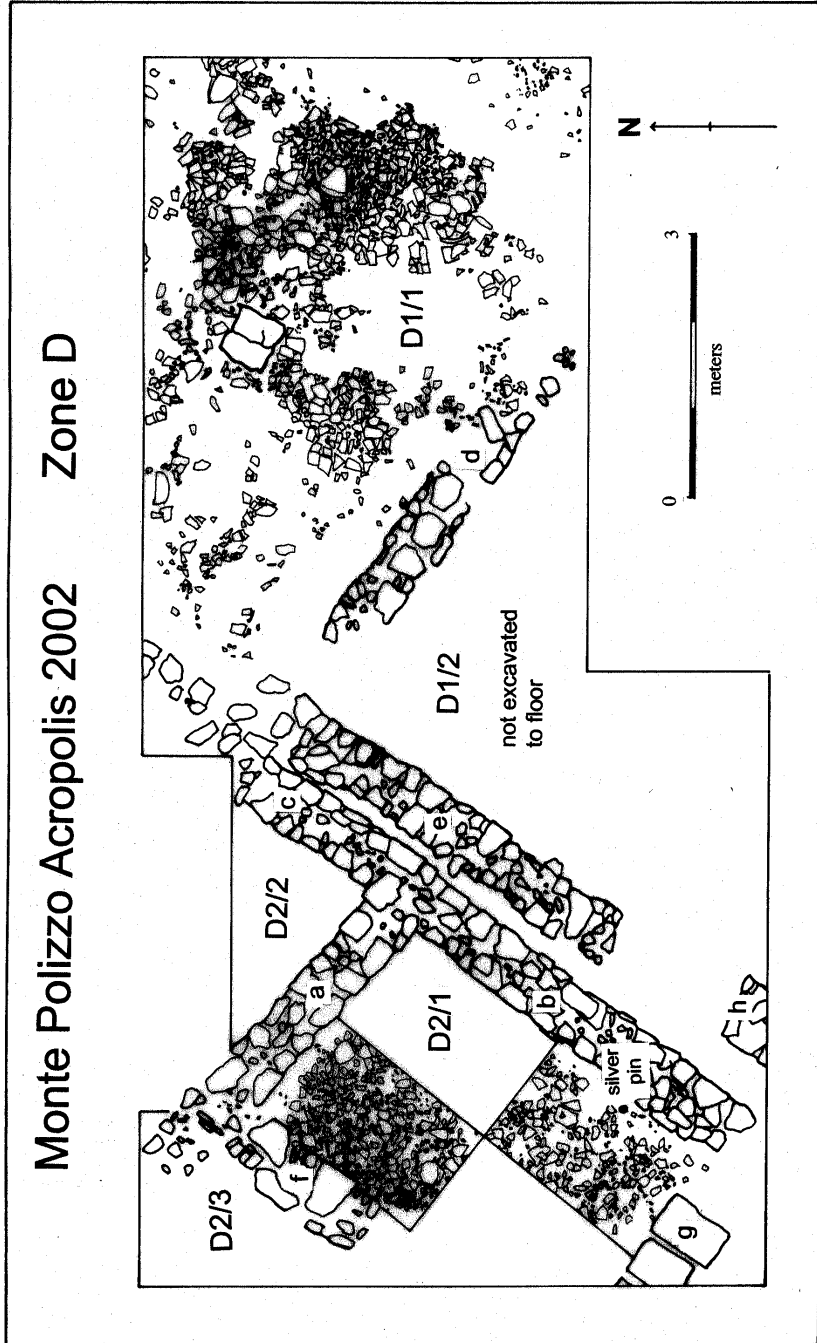 Monte Polizzo Acropolis 2002 Zone D
N
0 3
meters
D1/1
d
D1/2
not excavated
to floor
c
e
D2/2
a
D2/1
b
silver
pin
h
D2/3
f
g